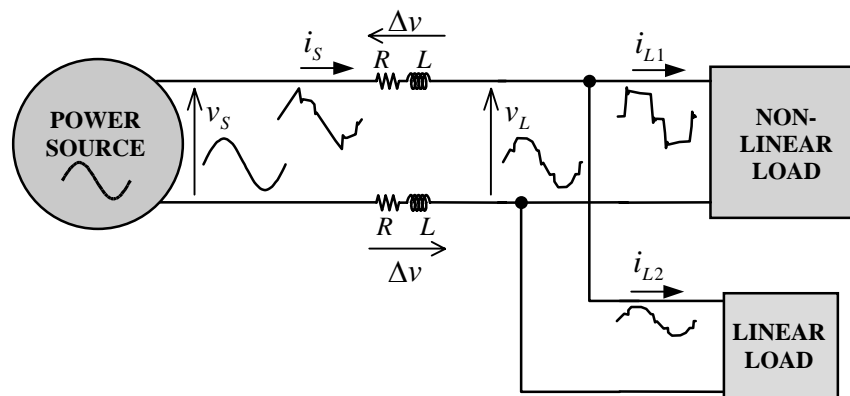 Δv
i_S
R L
i_L1
POWER
SOURCE
v_S
v_L
NON-
LINEAR
LOAD
R L
Δv
i_L2
LINEAR
LOAD